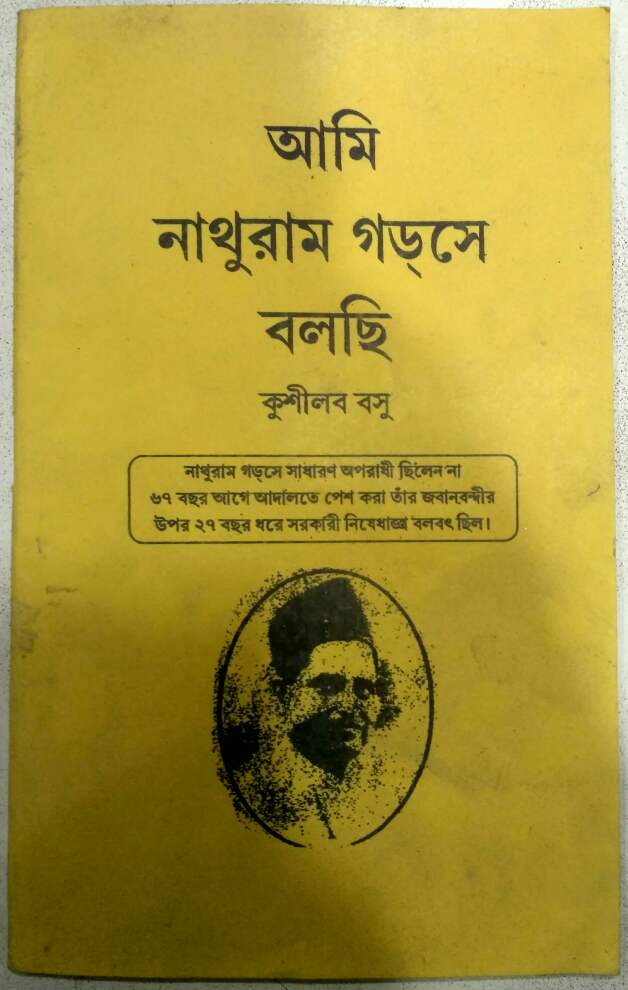 আমি
নাথুরাম গড্‌সে
বলছি
কুশীলব বসু
নাথুরাম গড্‌সে সাধারণ অপরাধী ছিলেন না
৬৭ বছর আগে আদালতে পেশ করা তাঁর জবানবন্দীর
উপর ২৭ বছর ধরে সরকারী নিষেধাজ্ঞা বলবৎ ছিল।